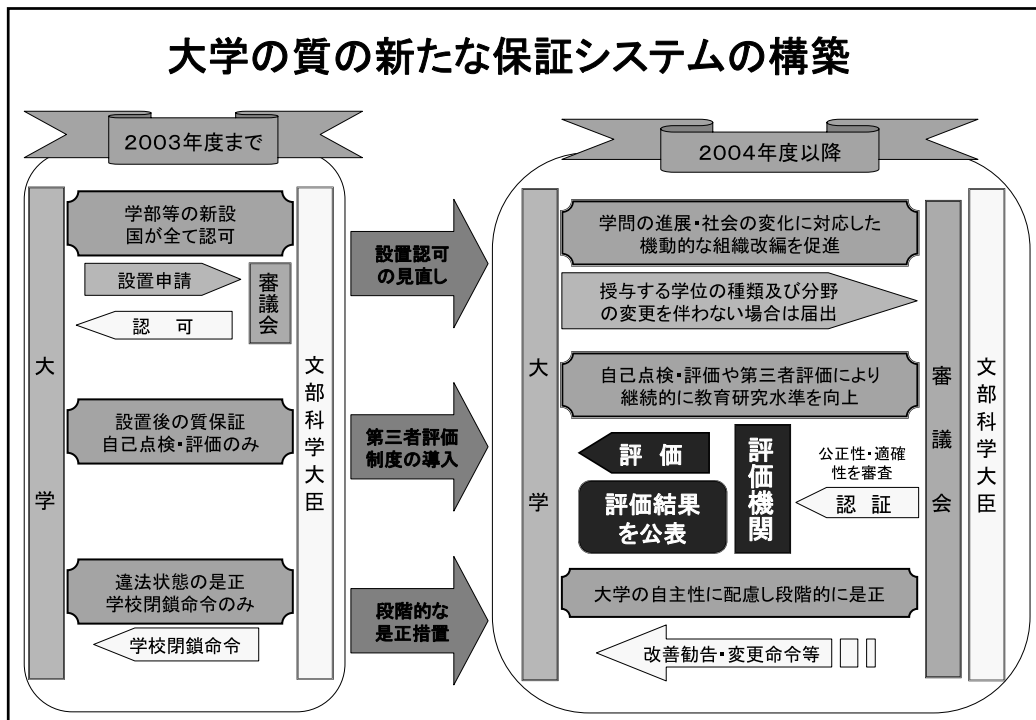 大学の質の新たな保証システムの構築
2003年度まで
大学
文部科学大臣
学部等の新設
国が全て認可
設置申請
認　可
審議会
設置後の質保証
自己点検・評価のみ
違法状態の是正
学校閉鎖命令のみ
学校閉鎖命令
設置認可
の見直し
第三者評価
制度の導入
段階的な
是正措置
2004年度以降
大学
審議会
文部科学大臣
学問の進展・社会の変化に対応した
機動的な組織改編を促進
授与する学位の種類及び分野
の変更を伴わない場合は届出
自己点検・評価や第三者評価により
継続的に教育研究水準を向上
評　価
評価結果
を公表
評価機関
公正性・適確
性を審査
認　証
大学の自主性に配慮し段階的に是正
改善勧告・変更命令等